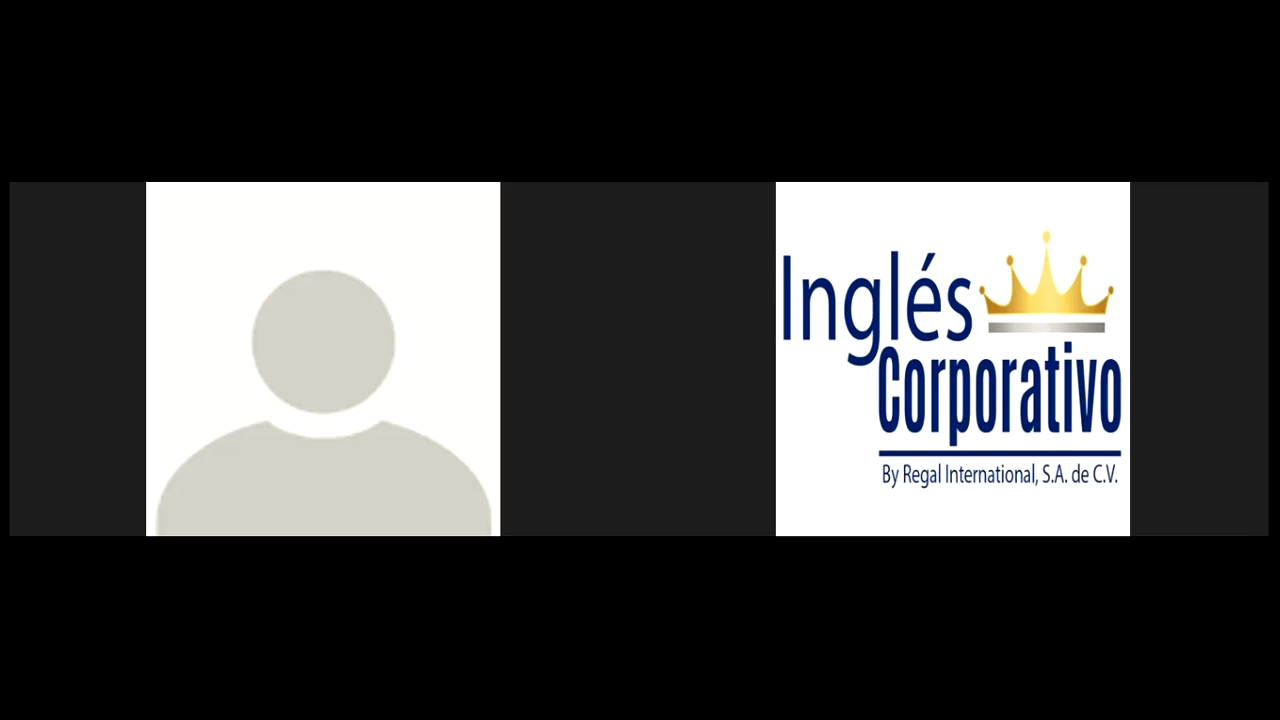 Inglés
Corporativo
By Regal International, S.A. de C.V.